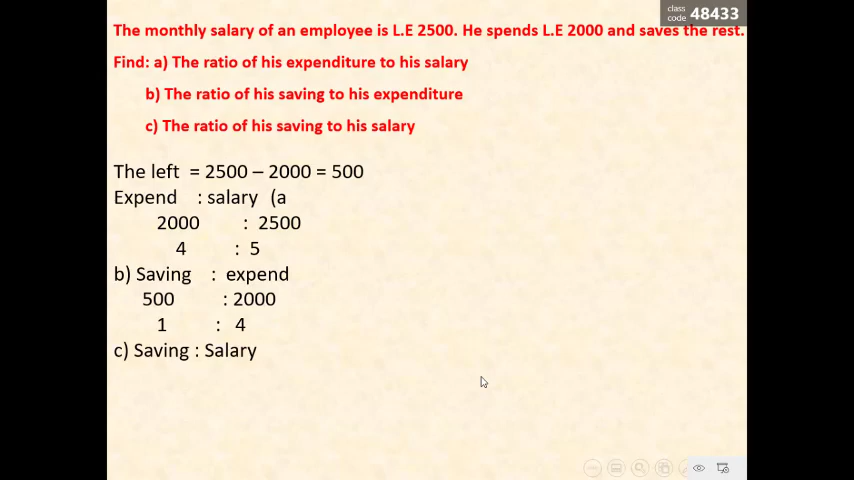 class
code 48433
The monthly salary of an employee is L.E 2500. He spends L.E 2000 and saves the rest.
Find: a) The ratio of his expenditure to his salary
b) The ratio of his saving to his expenditure
c) The ratio of his saving to his salary
The left = 2500 – 2000 = 500
Expend : salary (a
2000 : 2500
4 : 5
b) Saving : expend
500 : 2000
1 : 4
c) Saving : Salary